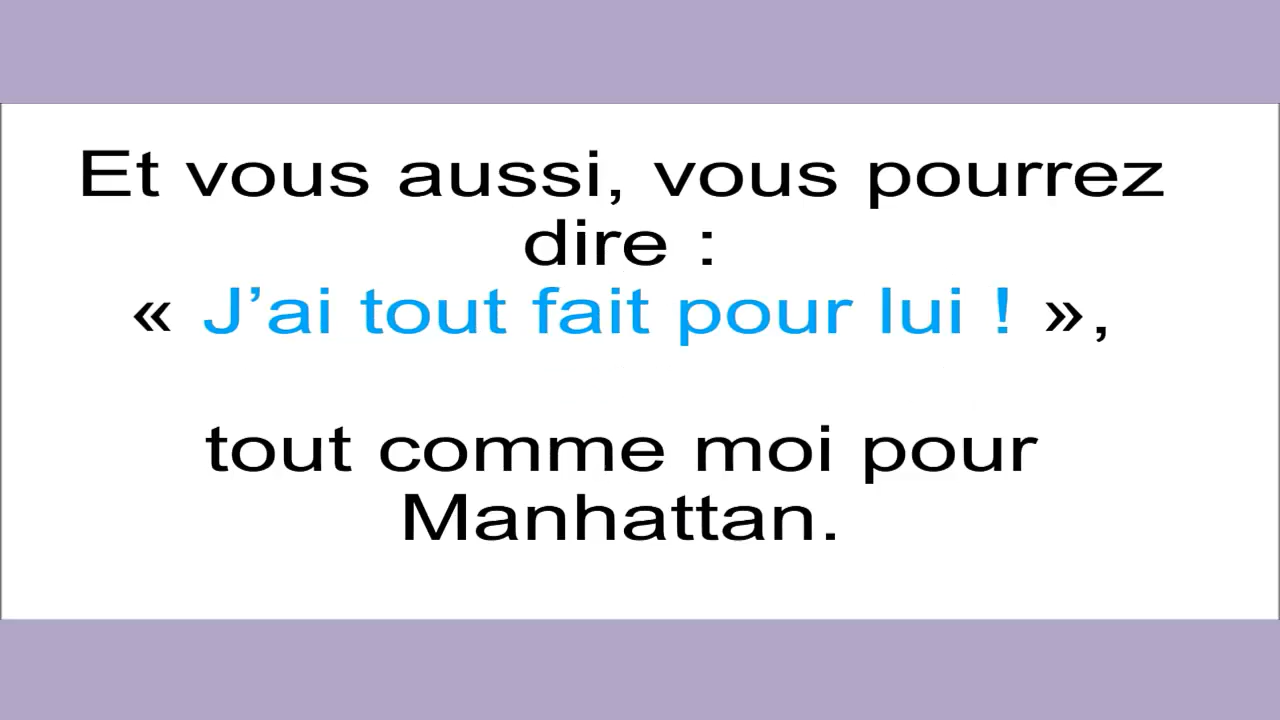 Et vous aussi, vous pourrez
dire :
« J’ai tout fait pour lui ! »,
tout comme moi pour
Manhattan.